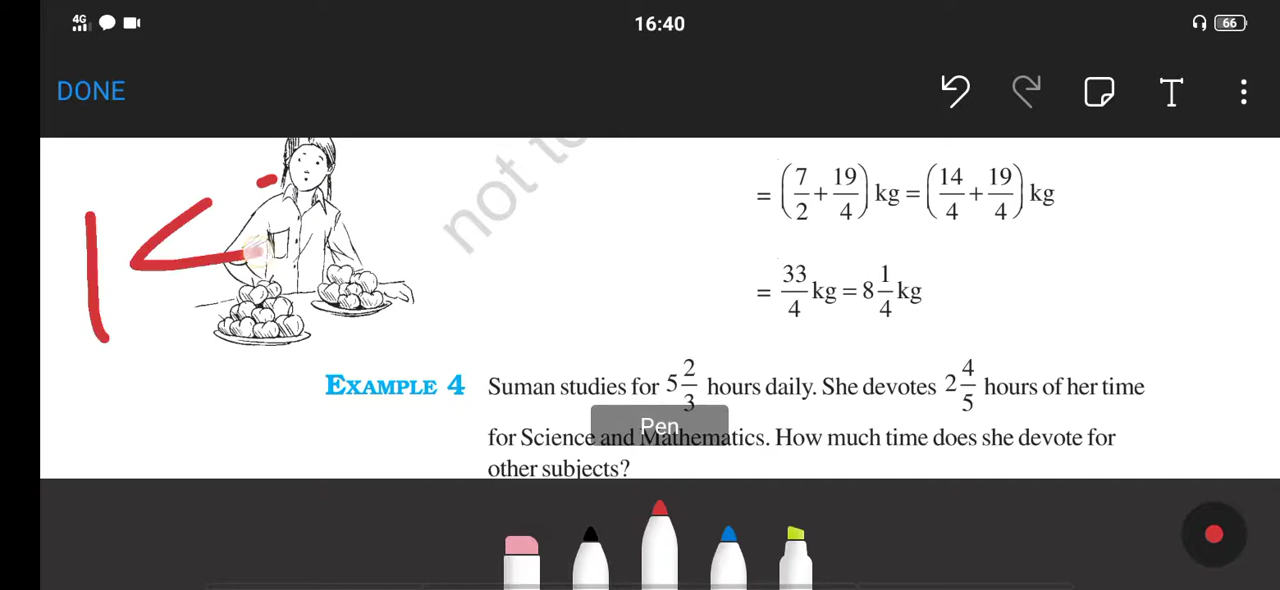 4G 16:40 66
DONE T
not to
= (7/2 + 19/4) kg = (14/4 + 19/4) kg
= 33/4 kg = 8 1/4 kg
EXAMPLE 4 Suman studies for 5 2/3 hours daily. She devotes 2 4/5 hours of her time
Pen
for Science and Mathematics. How much time does she devote for
other subjects?